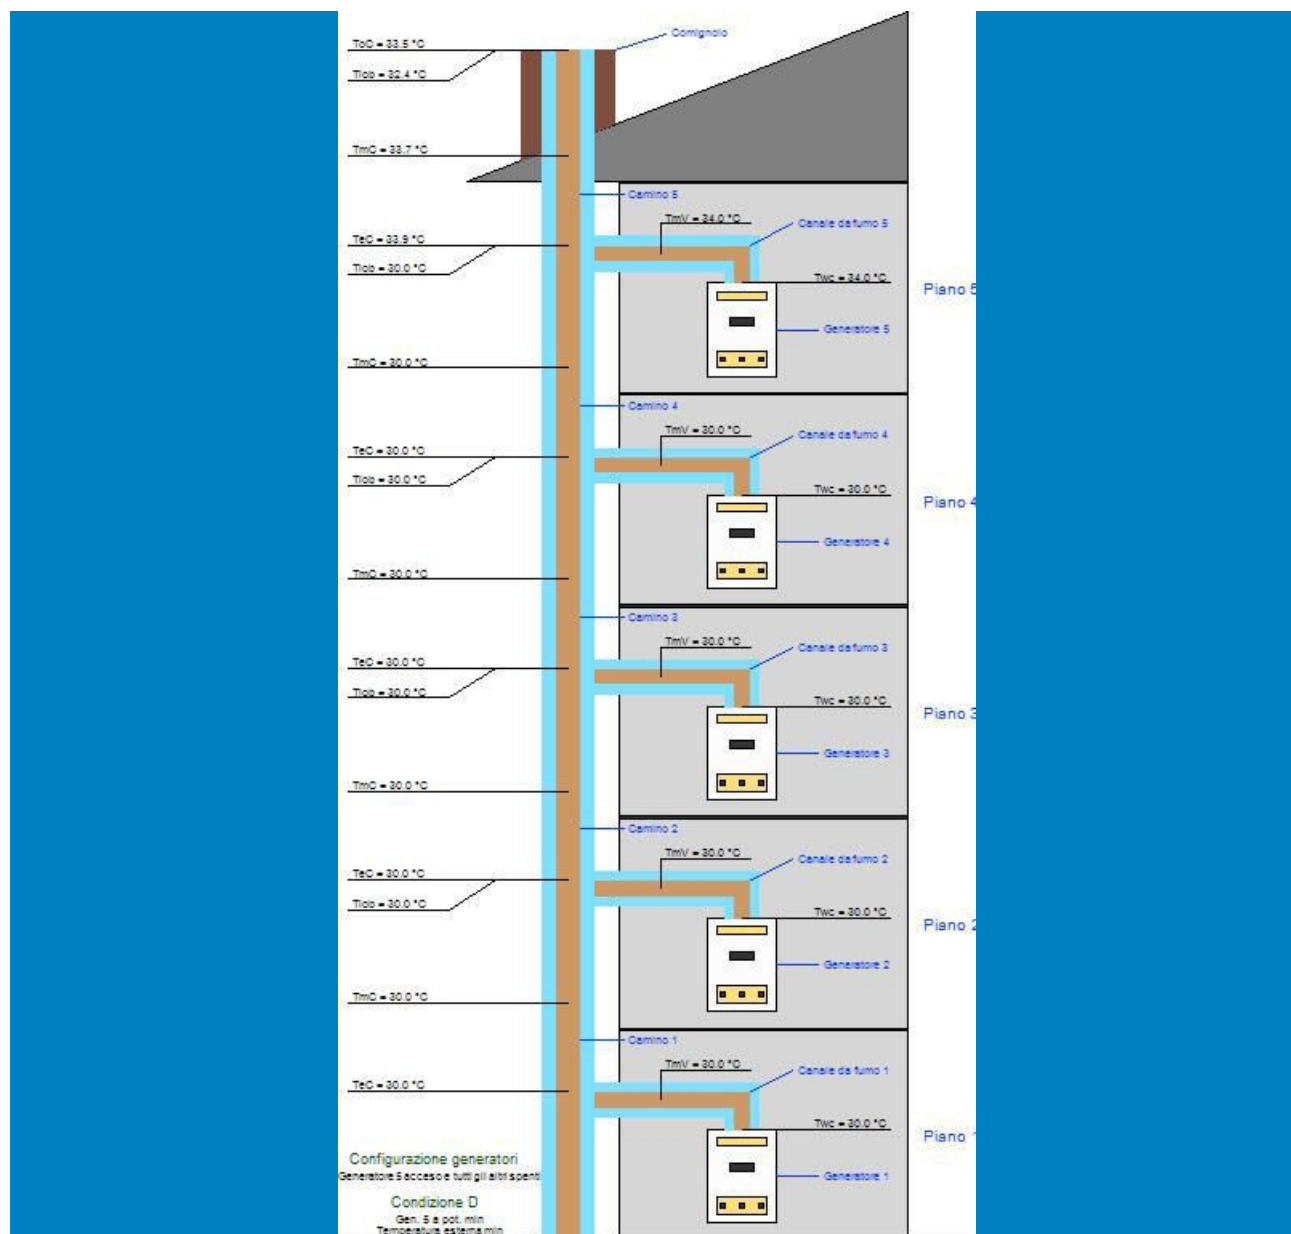 Comignolo
ToC = 33.5 °C
Tiob = 32.4 °C
TmC = 33.7 °C
Camino 5
TmV = 34.0 °C
Canale da fumo 5
TeC = 33.9 °C
Tiob = 30.0 °C
Twc = 34.0 °C
Piano 5
Generatore 5
TmC = 30.0 °C
Camino 4
TmV = 30.0 °C
Canale da fumo 4
TeC = 30.0 °C
Tiob = 30.0 °C
Twc = 30.0 °C
Piano 4
Generatore 4
TmC = 30.0 °C
Camino 3
TmV = 30.0 °C
Canale da fumo 3
TeC = 30.0 °C
Tiob = 30.0 °C
Twc = 30.0 °C
Piano 3
Generatore 3
TmC = 30.0 °C
Camino 2
TmV = 30.0 °C
Canale da fumo 2
TeC = 30.0 °C
Tiob = 30.0 °C
Twc = 30.0 °C
Piano 2
Generatore 2
TmC = 30.0 °C
Camino 1
TmV = 30.0 °C
Canale da fumo 1
TeC = 30.0 °C
Twc = 30.0 °C
Piano 1
Generatore 1
Configurazione generatori
Generatore 5 acceso e tutti gli altri spenti
Condizione D
Gen. 5 a pot. min
Temperatura esterna min